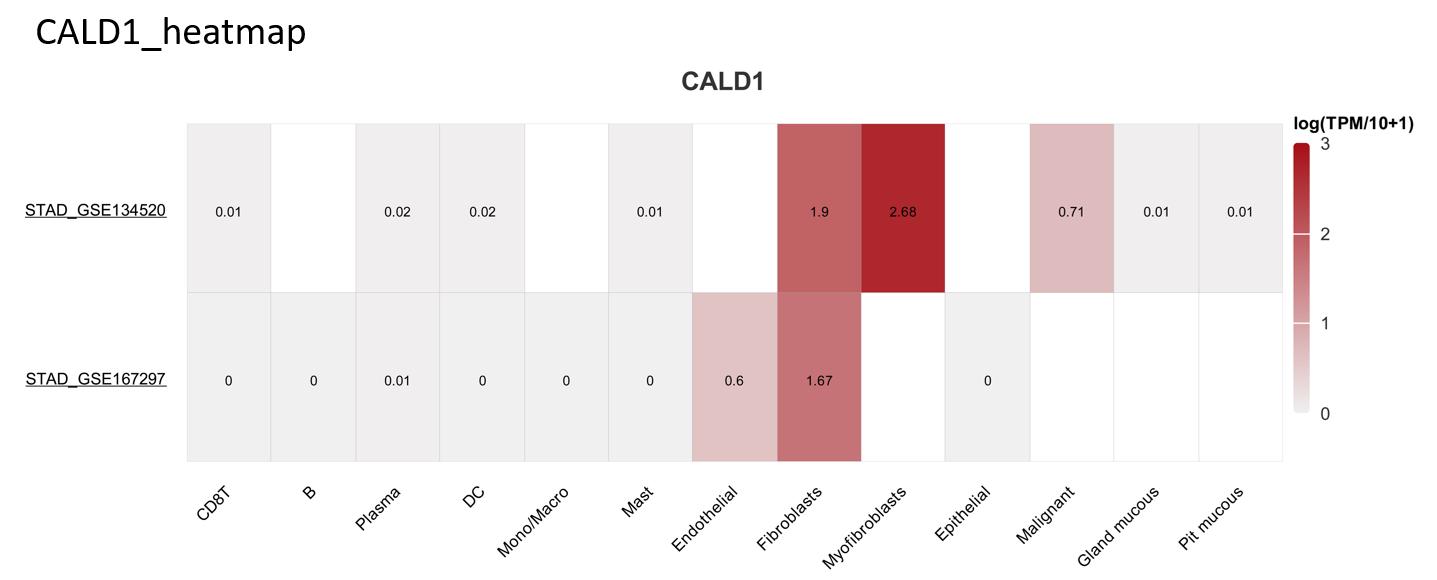 CALD1_heatmap
CALD1
log(TPM/10+1)
3
2
1
0
STAD_GSE134520
0.01
0.02
0.02
0.01
1.9
2.68
0.71
0.01
0.01
STAD_GSE167297
0
0
0.01
0
0
0
0.6
1.67
0
CD8T
B
Plasma
DC
Mono/Macro
Mast
Endothelial
Fibroblasts
Myofibroblasts
Epithelial
Malignant
Gland mucous
Pit mucous